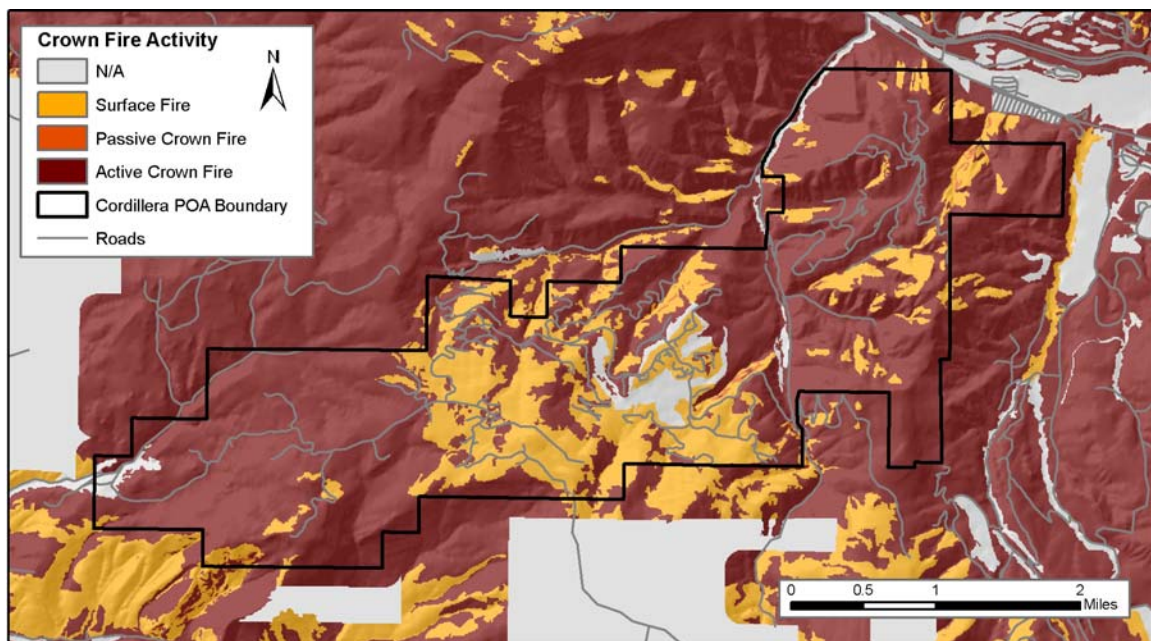 Crown Fire Activity
N
N/A
Surface Fire
Passive Crown Fire
Active Crown Fire
Cordillera POA Boundary
Roads
0 0.5 1 2
Miles